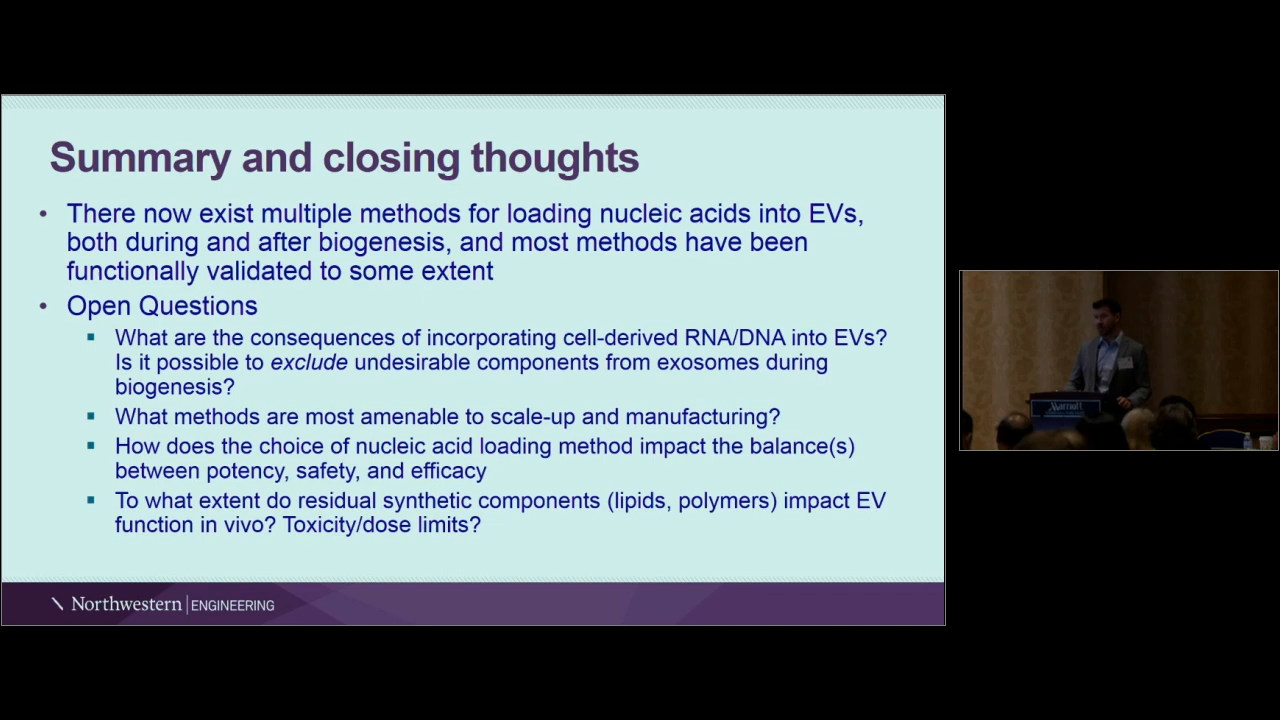 Summary and closing thoughts
• There now exist multiple methods for loading nucleic acids into EVs,
both during and after biogenesis, and most methods have been
functionally validated to some extent
• Open Questions
▪ What are the consequences of incorporating cell-derived RNA/DNA into EVs?
Is it possible to exclude undesirable components from exosomes during
biogenesis?
▪ What methods are most amenable to scale-up and manufacturing?
▪ How does the choice of nucleic acid loading method impact the balance(s)
between potency, safety, and efficacy
▪ To what extent do residual synthetic components (lipids, polymers) impact EV
function in vivo? Toxicity/dose limits?
Northwestern | ENGINEERING
Marriott